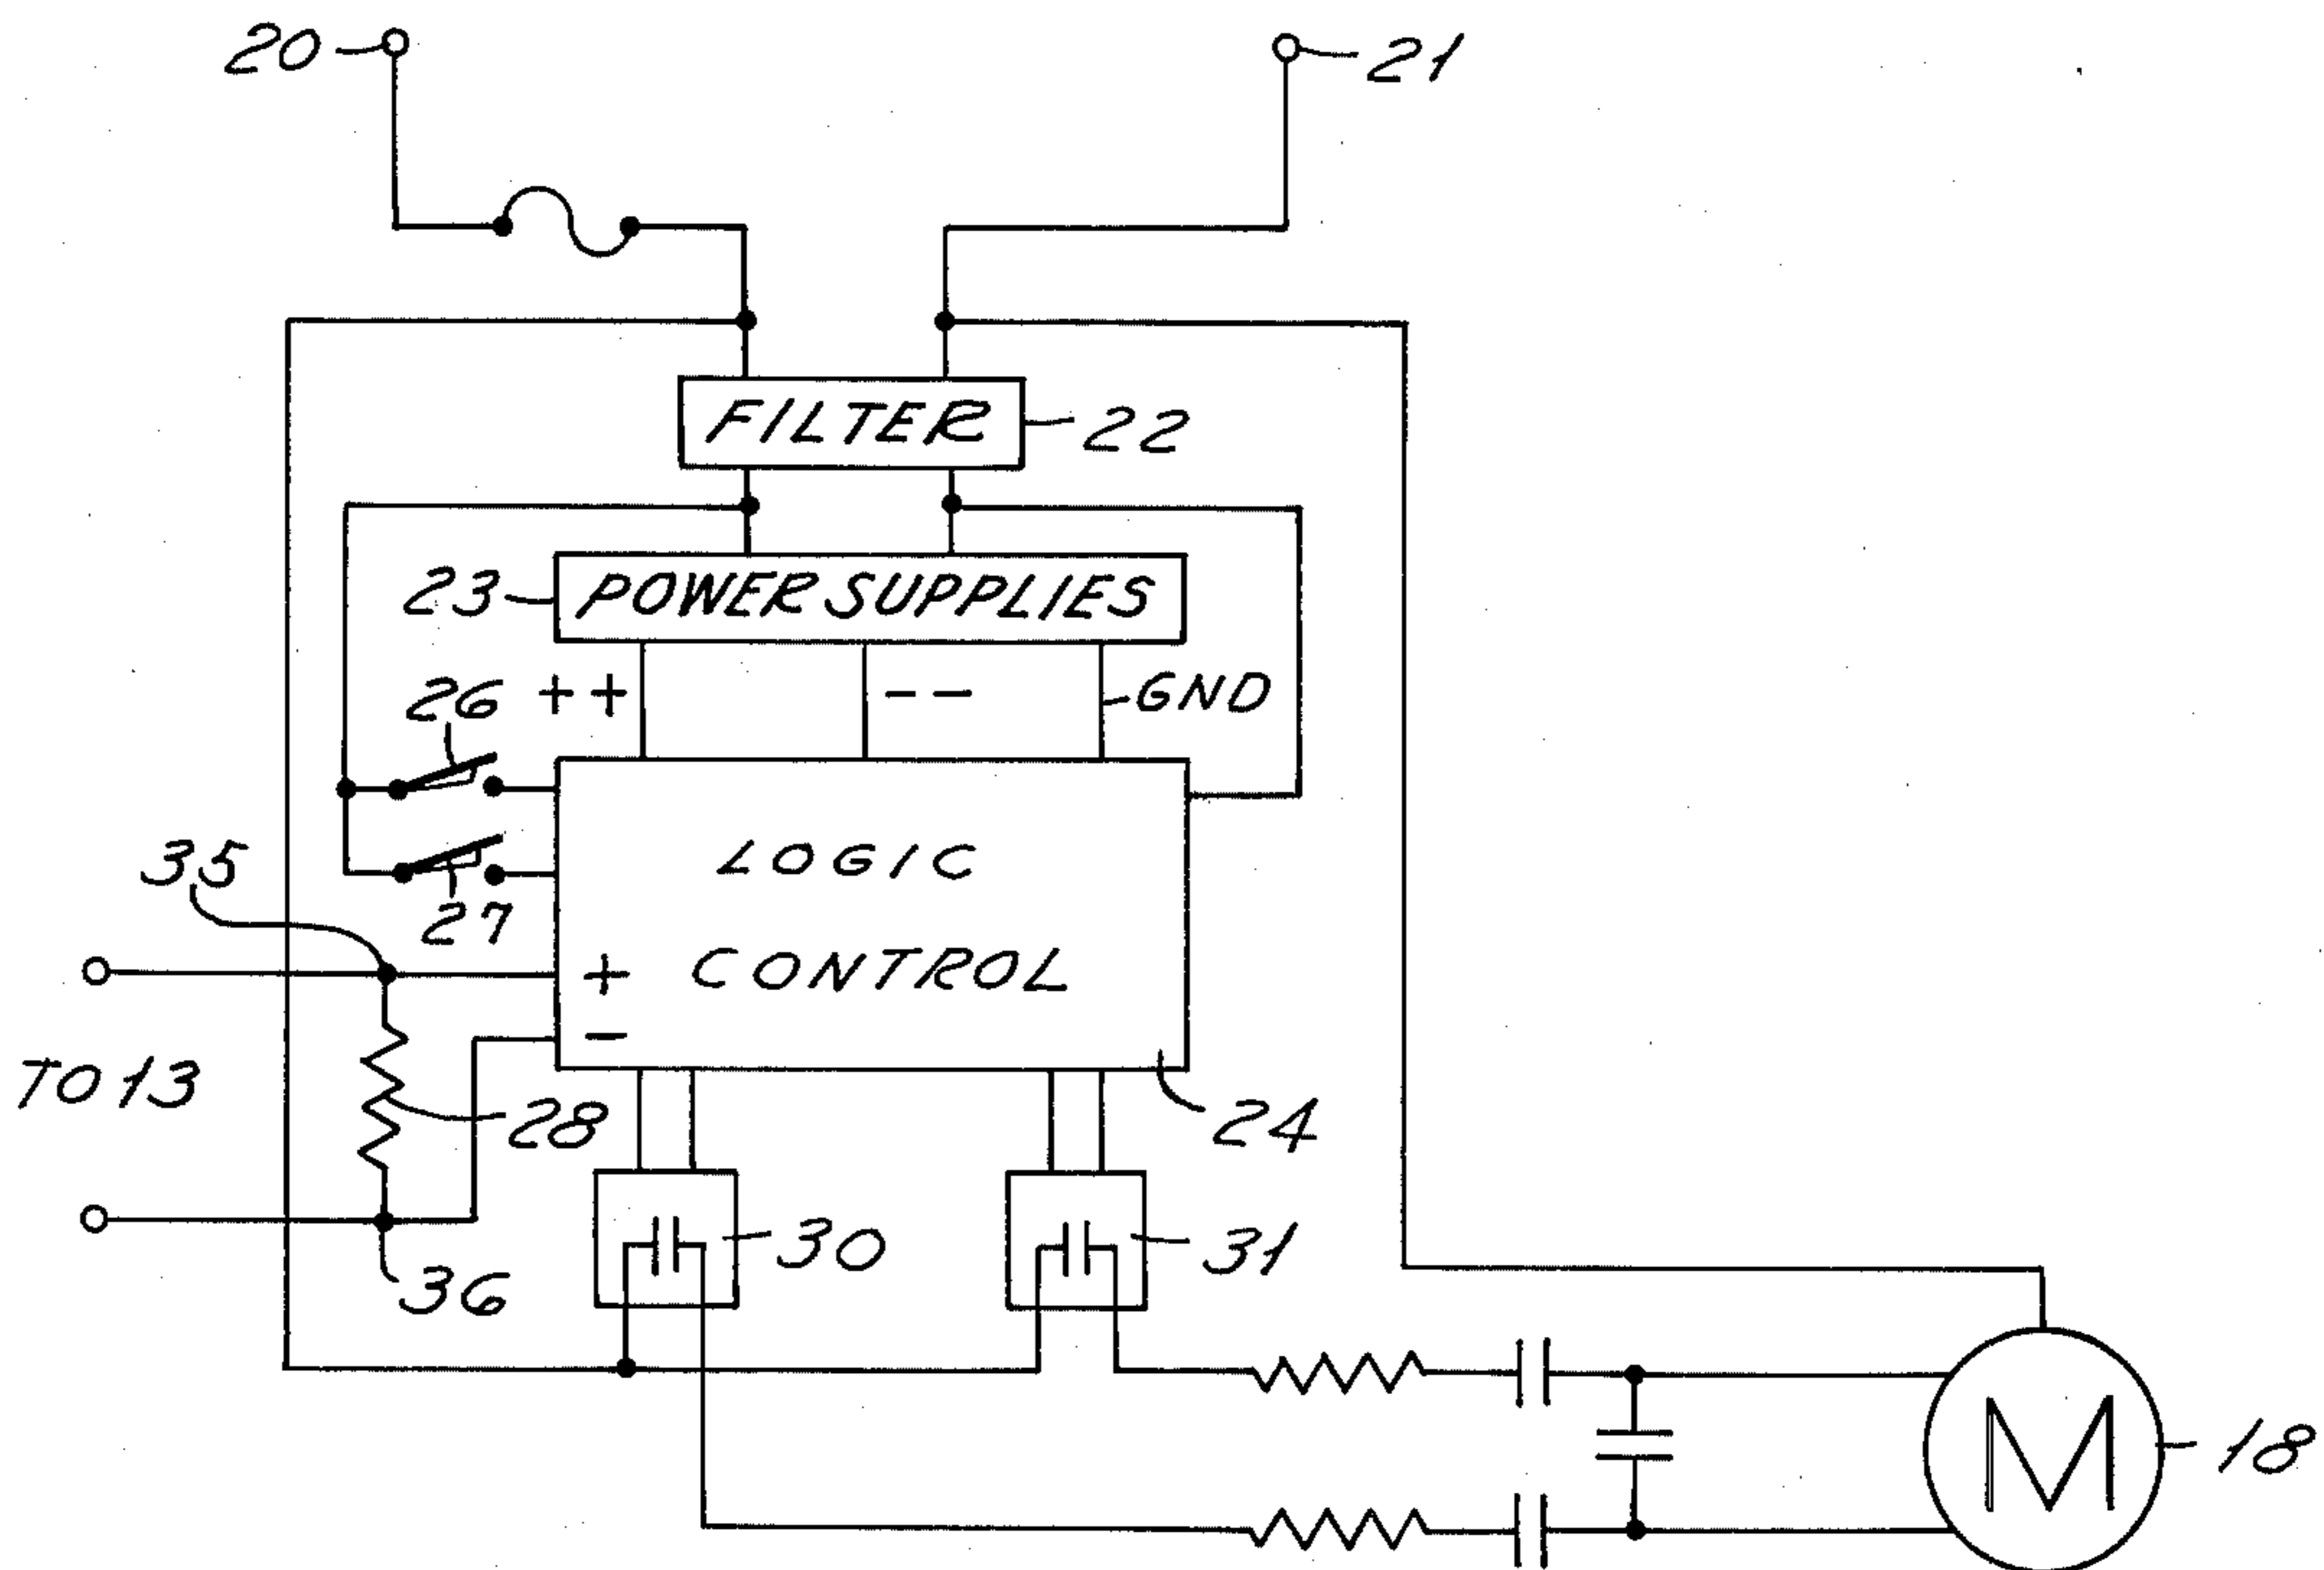 20
21
FILTER
22
23
POWER SUPPLIES
26
++
--
GND
35
27
LOGIC
CONTROL
+
-
TO 13
28
24
30
31
36
M
18